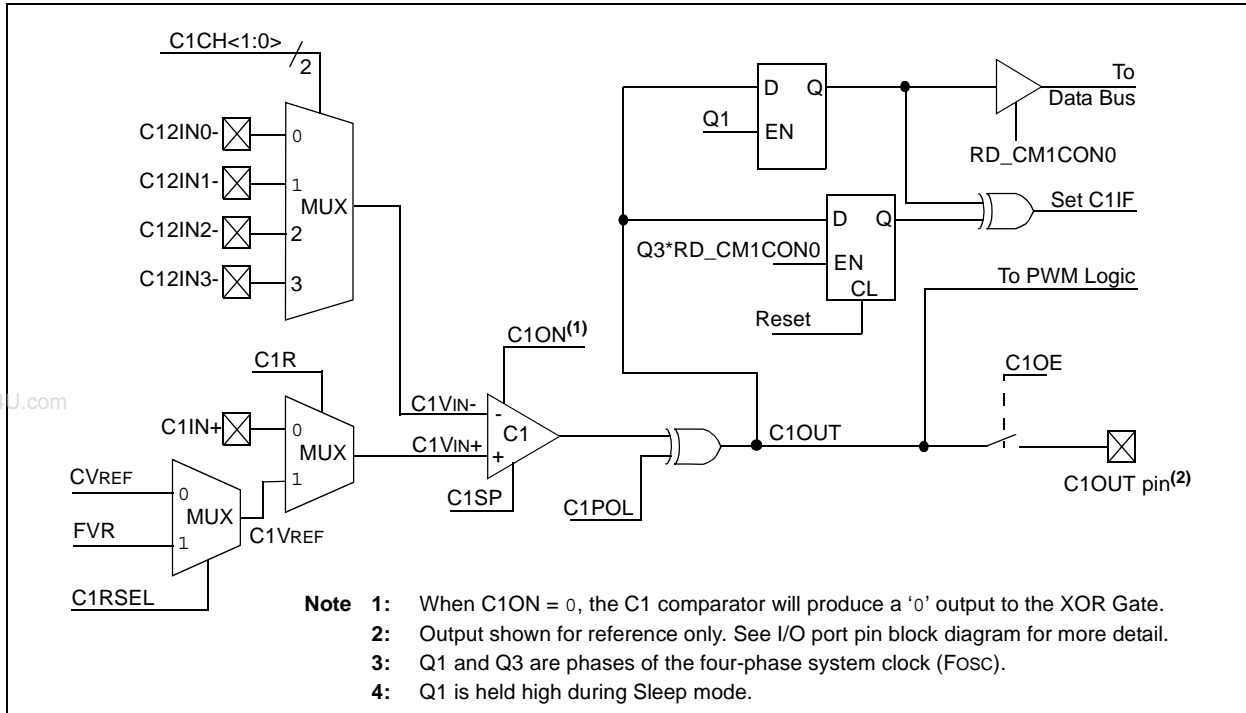 C1CH<1:0>
2
C12IN0-
0
C12IN1-
1
MUX
C12IN2-
2
C12IN3-
3
D Q
Q1
EN
To
Data Bus
RD_CM1CON0
D Q
Q3*RD_CM1CON0
EN
CL
Reset
Set C1IF
To PWM Logic
C1R
C1ON(1)
C1OE
4U.com
C1IN+
0
MUX
1
C1VIN-
-
C1
C1VIN+
+
C1SP
C1POL
C1OUT
C1OUT pin(2)
CVREF
0
MUX
FVR
1
C1VREF
C1RSEL
Note 1: When C1ON = 0, the C1 comparator will produce a ‘0’ output to the XOR Gate.
2: Output shown for reference only. See I/O port pin block diagram for more detail.
3: Q1 and Q3 are phases of the four-phase system clock (FOSC).
4: Q1 is held high during Sleep mode.